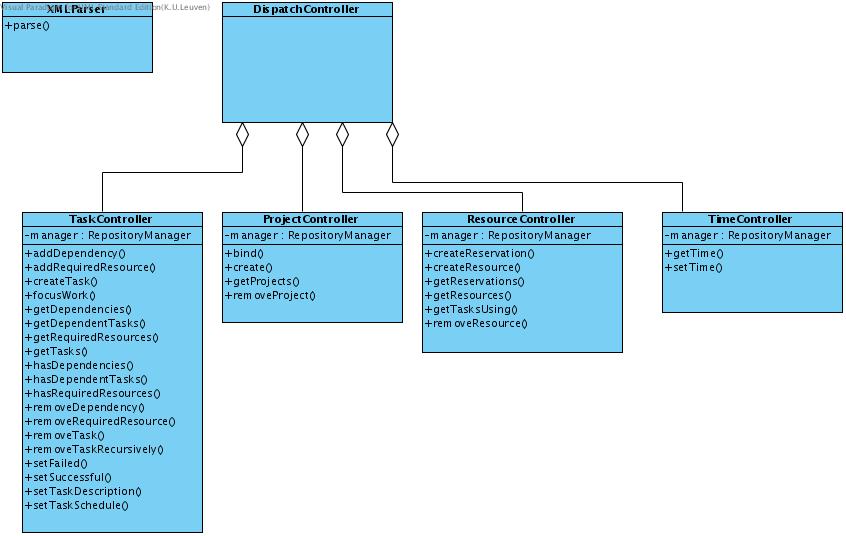 Visual Paradigm for UML Standard Edition(K.U.Leuven)
XMLParser
+parse()
DispatchController
TaskController
-manager : RepositoryManager
+addDependency()
+addRequiredResource()
+createTask()
+focusWork()
+getDependencies()
+getDependentTasks()
+getRequiredResources()
+getTasks()
+hasDependencies()
+hasDependentTasks()
+hasRequiredResources()
+removeDependency()
+removeRequiredResource()
+removeTask()
+removeTaskRecursively()
+setFailed()
+setSuccessful()
+setTaskDescription()
+setTaskSchedule()
ProjectController
-manager : RepositoryManager
+bind()
+create()
+getProjects()
+removeProject()
ResourceController
-manager : RepositoryManager
+createReservation()
+createResource()
+getReservations()
+getResources()
+getTasksUsing()
+removeResource()
TimeController
-manager : RepositoryManager
+getTime()
+setTime()